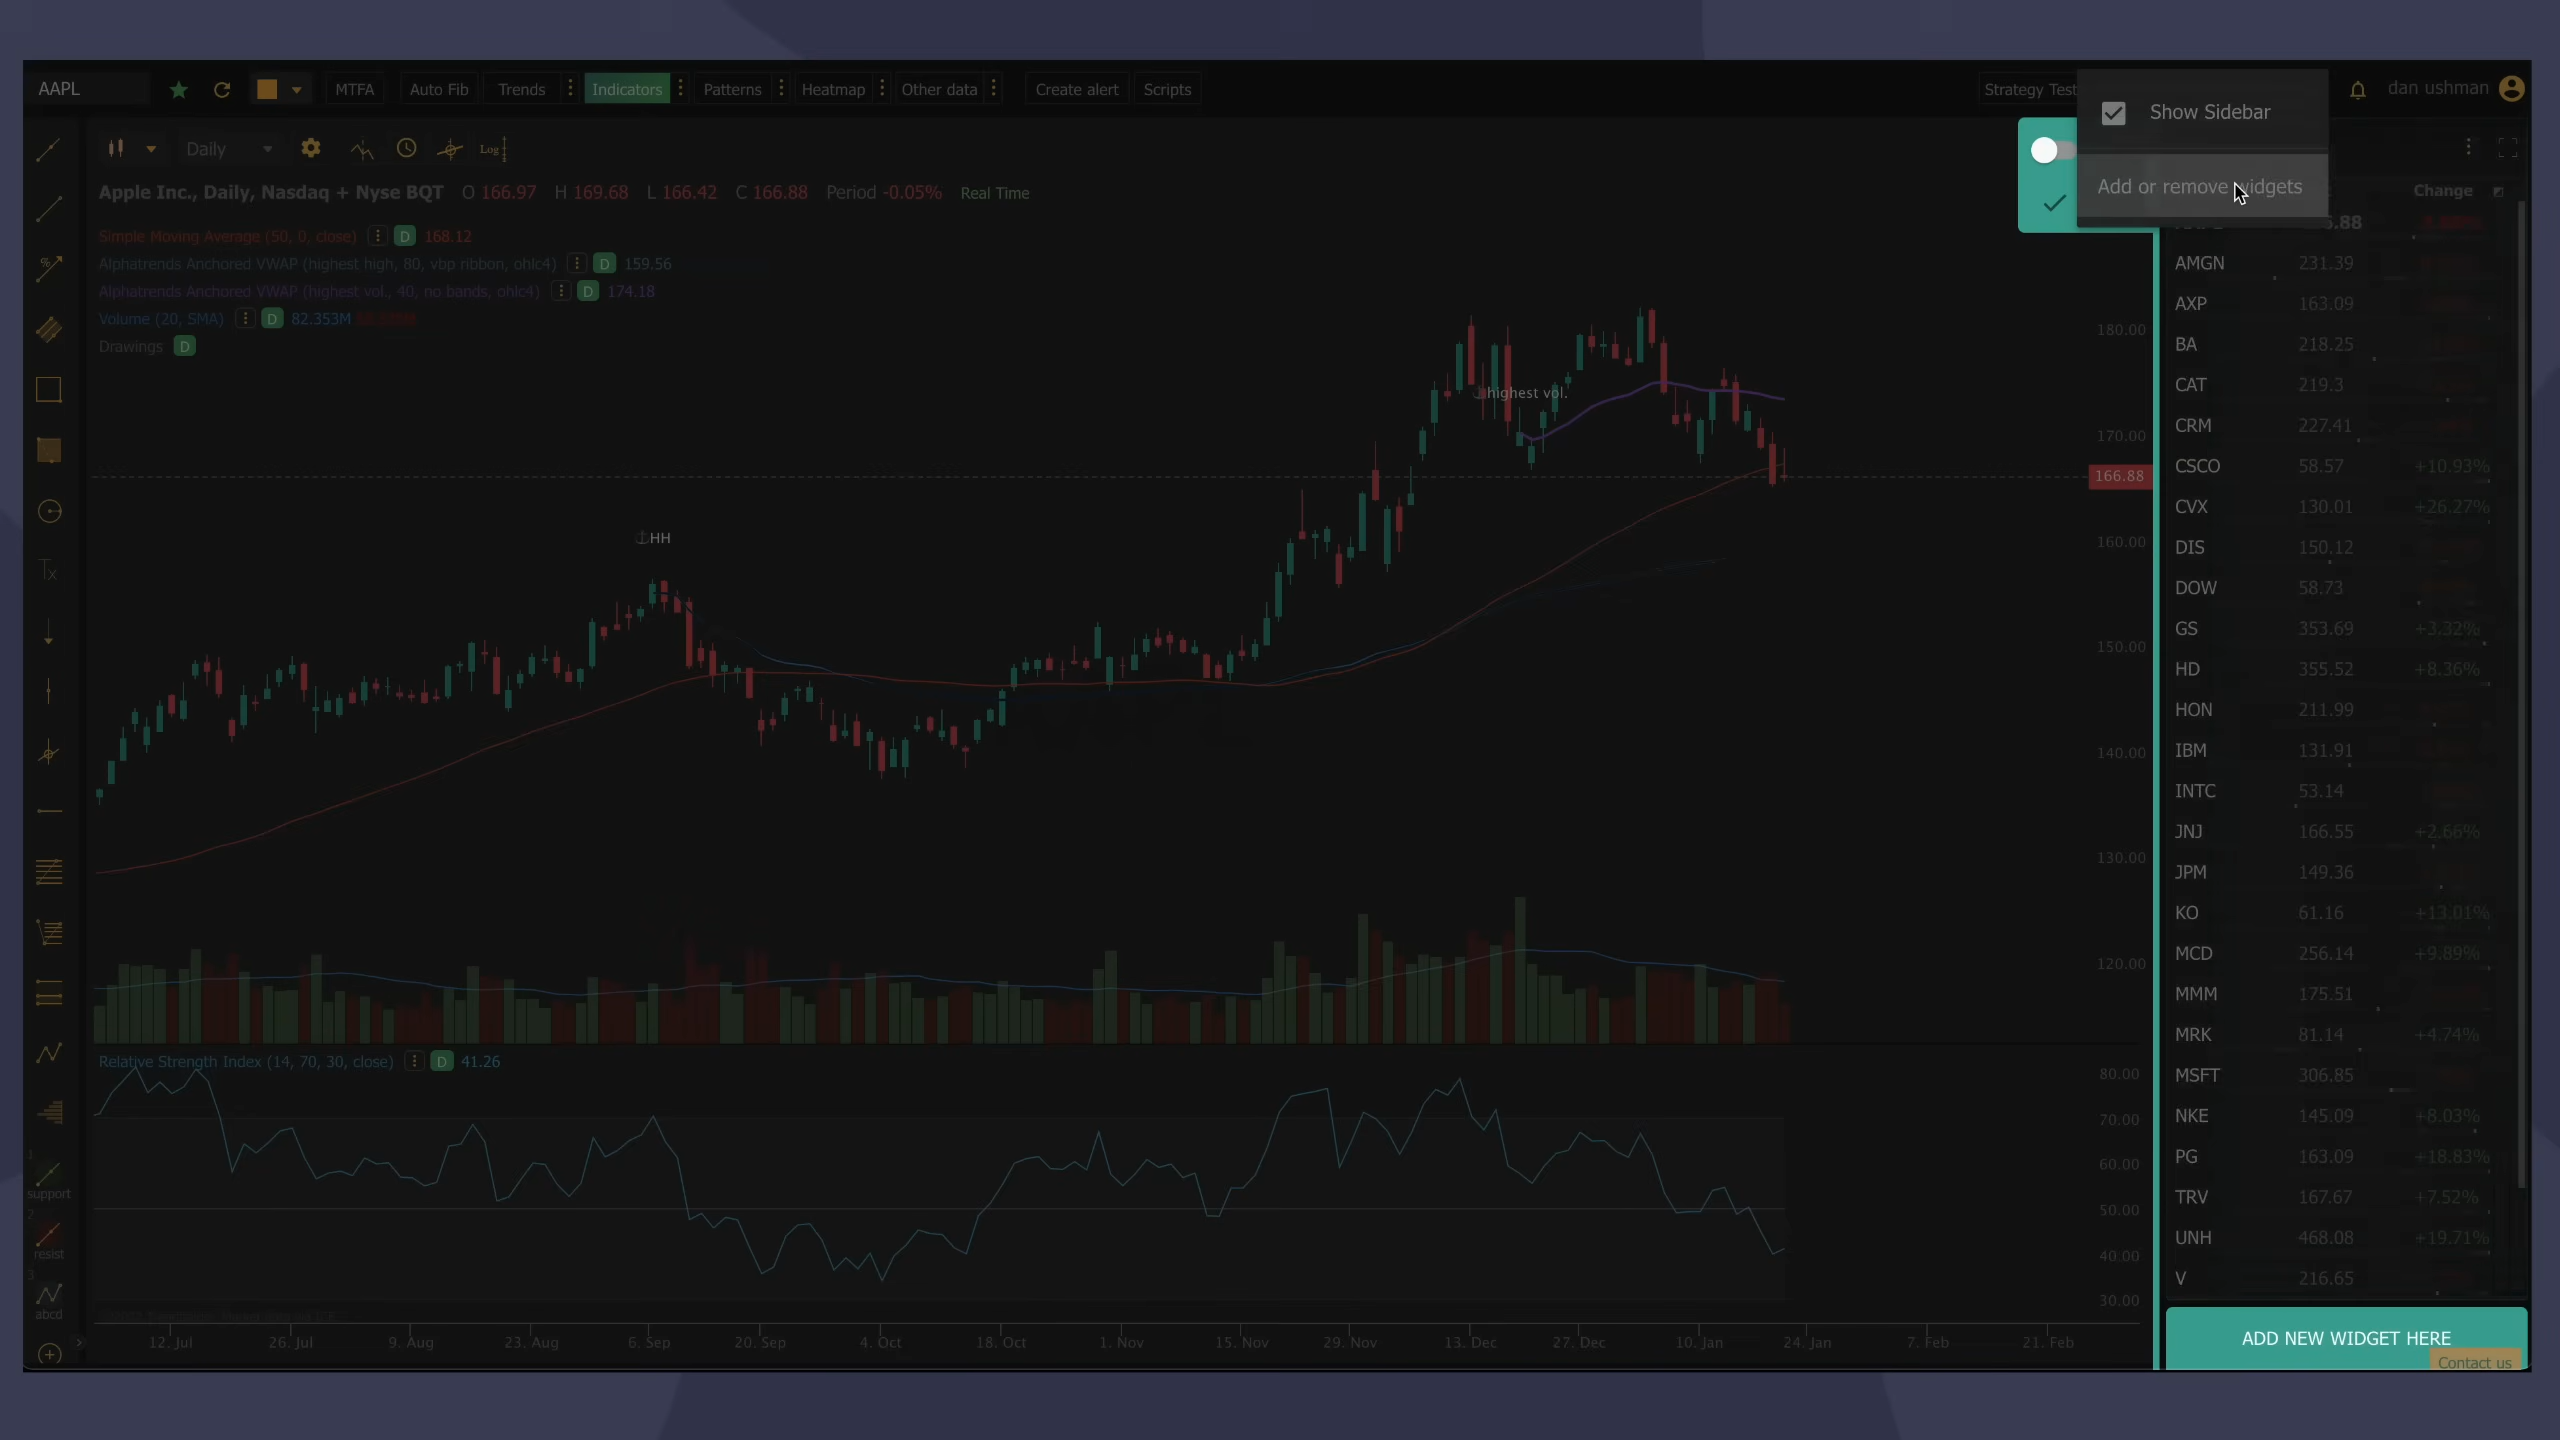 AAPL
MTFA
Auto Fib
Trends
Indicators
Patterns
Heatmap
Other data
Create alert
Scripts
Strategy Test
Show Sidebar
Add or remove widgets
dan ushman
Daily
Log
Apple Inc., Daily, Nasdaq + Nyse BQT O 166.97 H 169.68 L 166.42 C 166.88 Period -0.05% Real Time
Simple Moving Average (50, 0, close) D 168.12
Alphatrends Anchored VWAP (highest high, 80, vbp ribbon, ohlc4) D 159.56
Alphatrends Anchored VWAP (highest vol., 40, no bands, ohlc4) D 174.18
Volume (20, SMA) D 82.353M
Drawings D
highest vol.
HH
180.00
170.00
166.88
160.00
150.00
140.00
130.00
120.00
Relative Strength Index (14, 70, 30, close) D 41.26
80.00
70.00
60.00
50.00
40.00
30.00
12. Jul 26. Jul 9. Aug 23. Aug 6. Sep 20. Sep 4. Oct 18. Oct 1. Nov 15. Nov 29. Nov 13. Dec 27. Dec 10. Jan 24. Jan 7. Feb 21. Feb
Tx
1
support
2
resist
3
abcd
Change
AMGN 231.39
AXP 163.09
BA 218.25
CAT 219.3
CRM 227.41
CSCO 58.57 +10.93%
CVX 130.01 +26.27%
DIS 150.12
DOW 58.73
GS 353.69 +3.32%
HD 355.52 +8.36%
HON 211.99
IBM 131.91
INTC 53.14
JNJ 166.55 +2.66%
JPM 149.36
KO 61.16 +13.01%
MCD 256.14 +9.89%
MMM 175.51
MRK 81.14 +4.74%
MSFT 306.85
NKE 145.09 +8.03%
PG 163.09 +18.83%
TRV 167.67 +7.52%
UNH 468.08 +19.71%
V 216.65
ADD NEW WIDGET HERE
Contact us